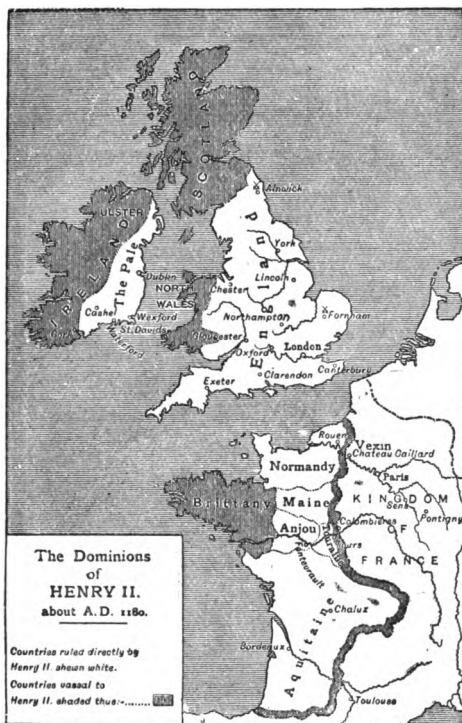 SCOTLAND
Alnwick
ULSTER
IRELAND
The Pale
Dublin
Cashel
Wexford
Waterford
St. Davids
NORTH
WALES
England
York
Lincoln
Chester
Northampton
Fornham
Gloucester
Oxford
London
Clarendon
Canterbury
Exeter
Rouen
Vexin
Chateau Gaillard
Normandy
Paris
KINGDOM
Sens
Pontigny
Brittany
Maine
Colombieres
OF
Anjou
Touraine
Tours
FRANCE
Fontevrault
Chalux
Aquitaine
Bordeaux
Toulouse
The Dominions
of
HENRY II.
about A.D. 1180.
Countries ruled directly by
Henry II. shewn white.
Countries vassal to
Henry II. shaded thus:-